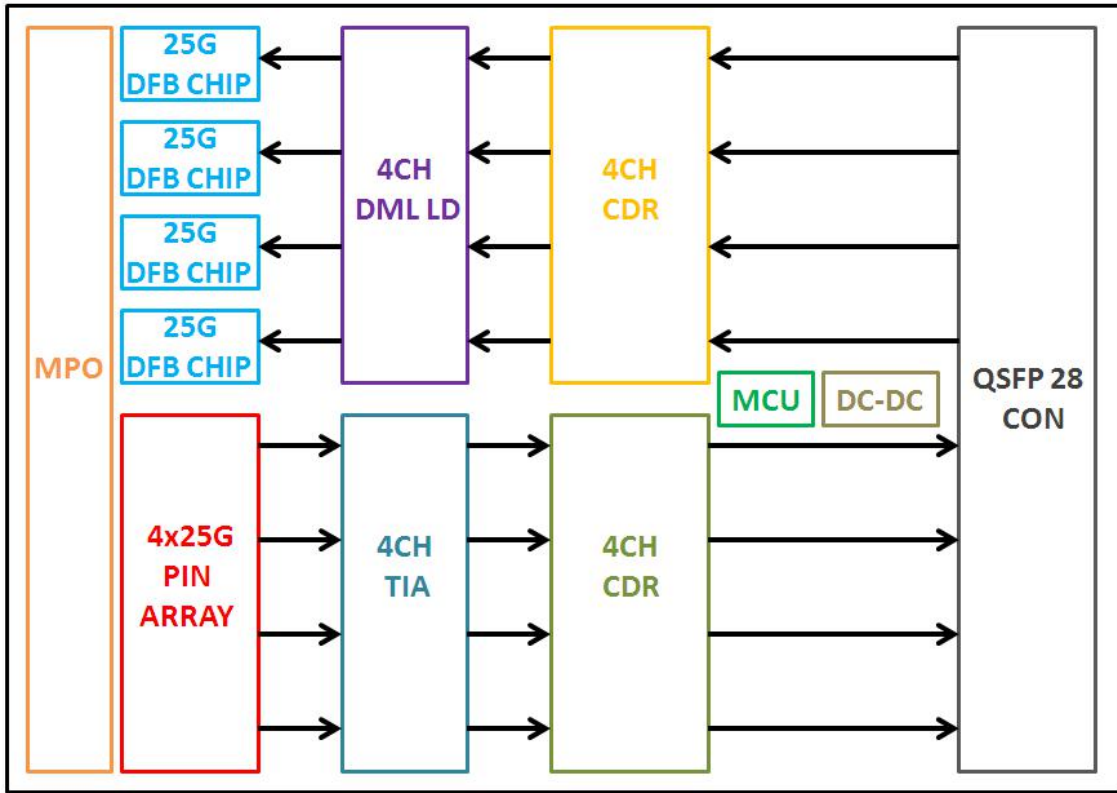 25G
DFB CHIP
25G
DFB CHIP
25G
DFB CHIP
25G
DFB CHIP
4CH
DML LD
4CH
CDR
MPO
QSFP 28
CON
MCU
DC-DC
4x25G
PIN
ARRAY
4CH
TIA
4CH
CDR